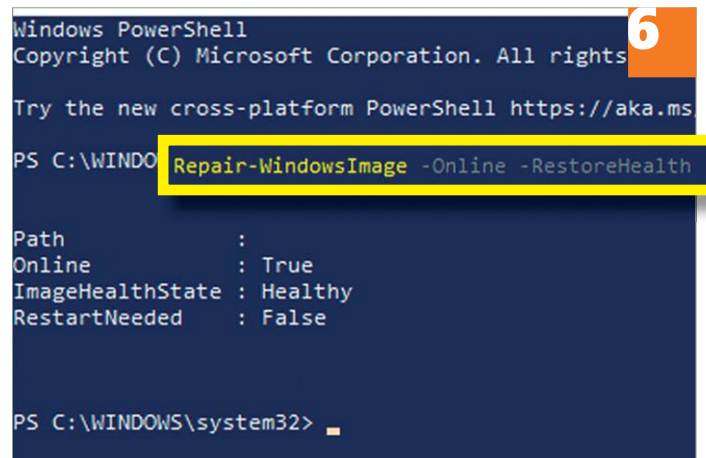 Windows PowerShell
6
Copyright (C) Microsoft Corporation. All rights
Try the new cross-platform PowerShell https://aka.ms
PS C:\WINDO Repair-WindowsImage -Online -RestoreHealth
Path :
Online : True
ImageHealthState : Healthy
RestartNeeded : False
PS C:\WINDOWS\system32>